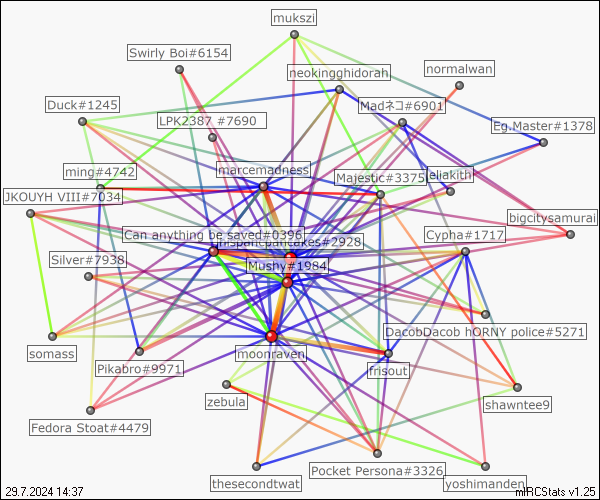 mukszi
Swirly Boi#6154
neokingghidorah
normalwan
Duck#1245
Madネコ#6901
LPK2387 #7690
Eg.Master#1378
ming#4742
marcemadness
Majestic#3375
eliakith
JKOUYH VIII#7034
bigcitysamurai
Can anything be saved#0396
Cypha#1717
#2928
Silver#7938
Mushy#1984
DacobDacob hORNY police#5271
somass
moonraven
Pikabro#9971
frisout
zebula
shawntee9
Fedora Stoat#4479
Pocket Persona#3326
thesecondtwat
yoshimanden
29.7.2024 14:37
mIRCStats v1.25